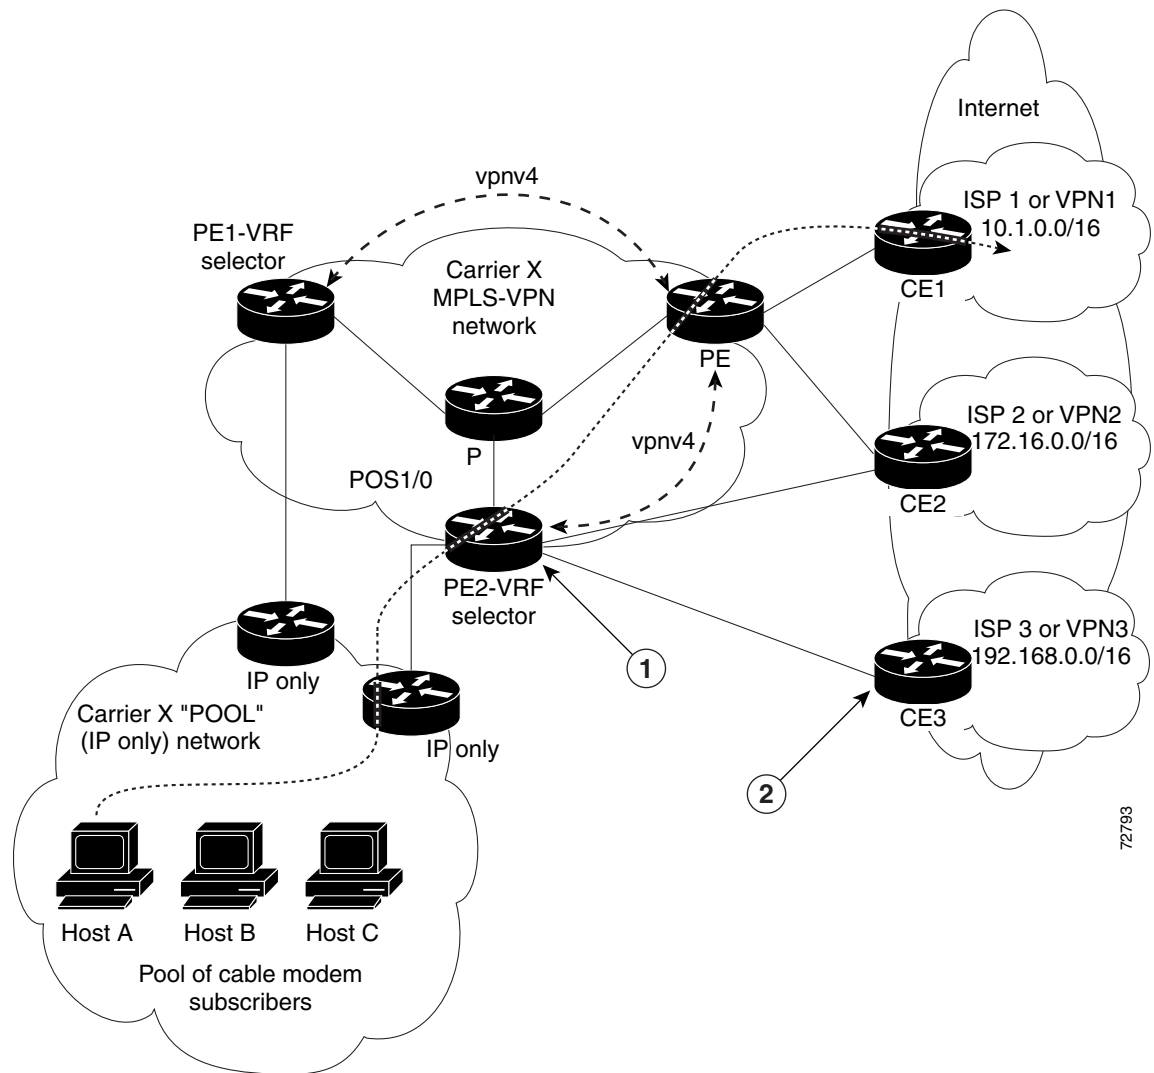 Internet
vpnv4
ISP 1 or VPN1
10.1.0.0/16
PE1-VRF
selector
Carrier X
MPLS-VPN
network
CE1
PE
ISP 2 or VPN2
172.16.0.0/16
vpnv4
P
POS1/0
CE2
PE2-VRF
selector
ISP 3 or VPN3
192.168.0.0/16
1
IP only
Carrier X "POOL"
(IP only) network
CE3
IP only
2
72793
Host A
Host B
Host C
Pool of cable modem
subscribers